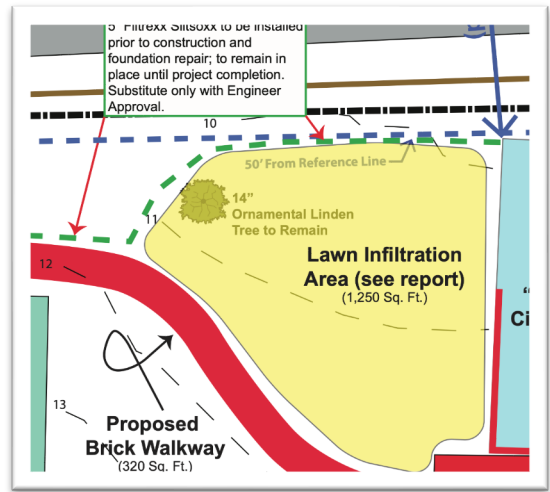 5" Filtrexx Siltsoxx to be installed
prior to construction and
foundation repair; to remain in
place until project completion.
Substitute only with Engineer
Approval.
10
50' From Reference Line
14"
Ornamental Linden
Tree to Remain
11
Lawn Infiltration
Area (see report)
(1,250 Sq. Ft.)
12
Ci
13
Proposed
Brick Walkway
(320 Sq. Ft.)